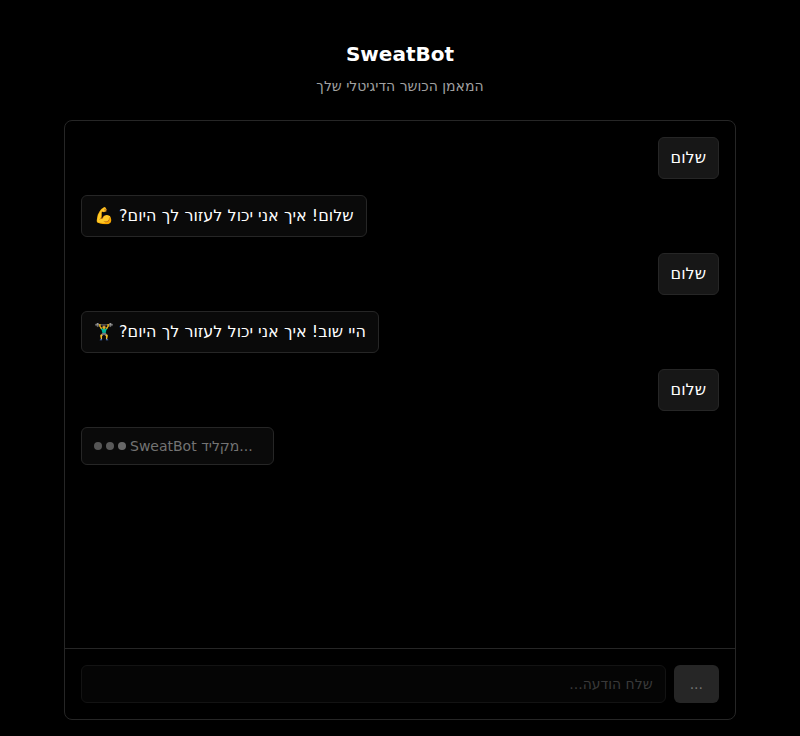 SweatBot
המאמן הכושר הדיגיטלי שלך
שלום
שלום! איך אני יכול לעזור לך היום? 💪
שלום
היי שוב! איך אני יכול לעזור לך היום? 🏋️‍♂️
שלום
SweatBot מקליד...
שלח הודעה...
...